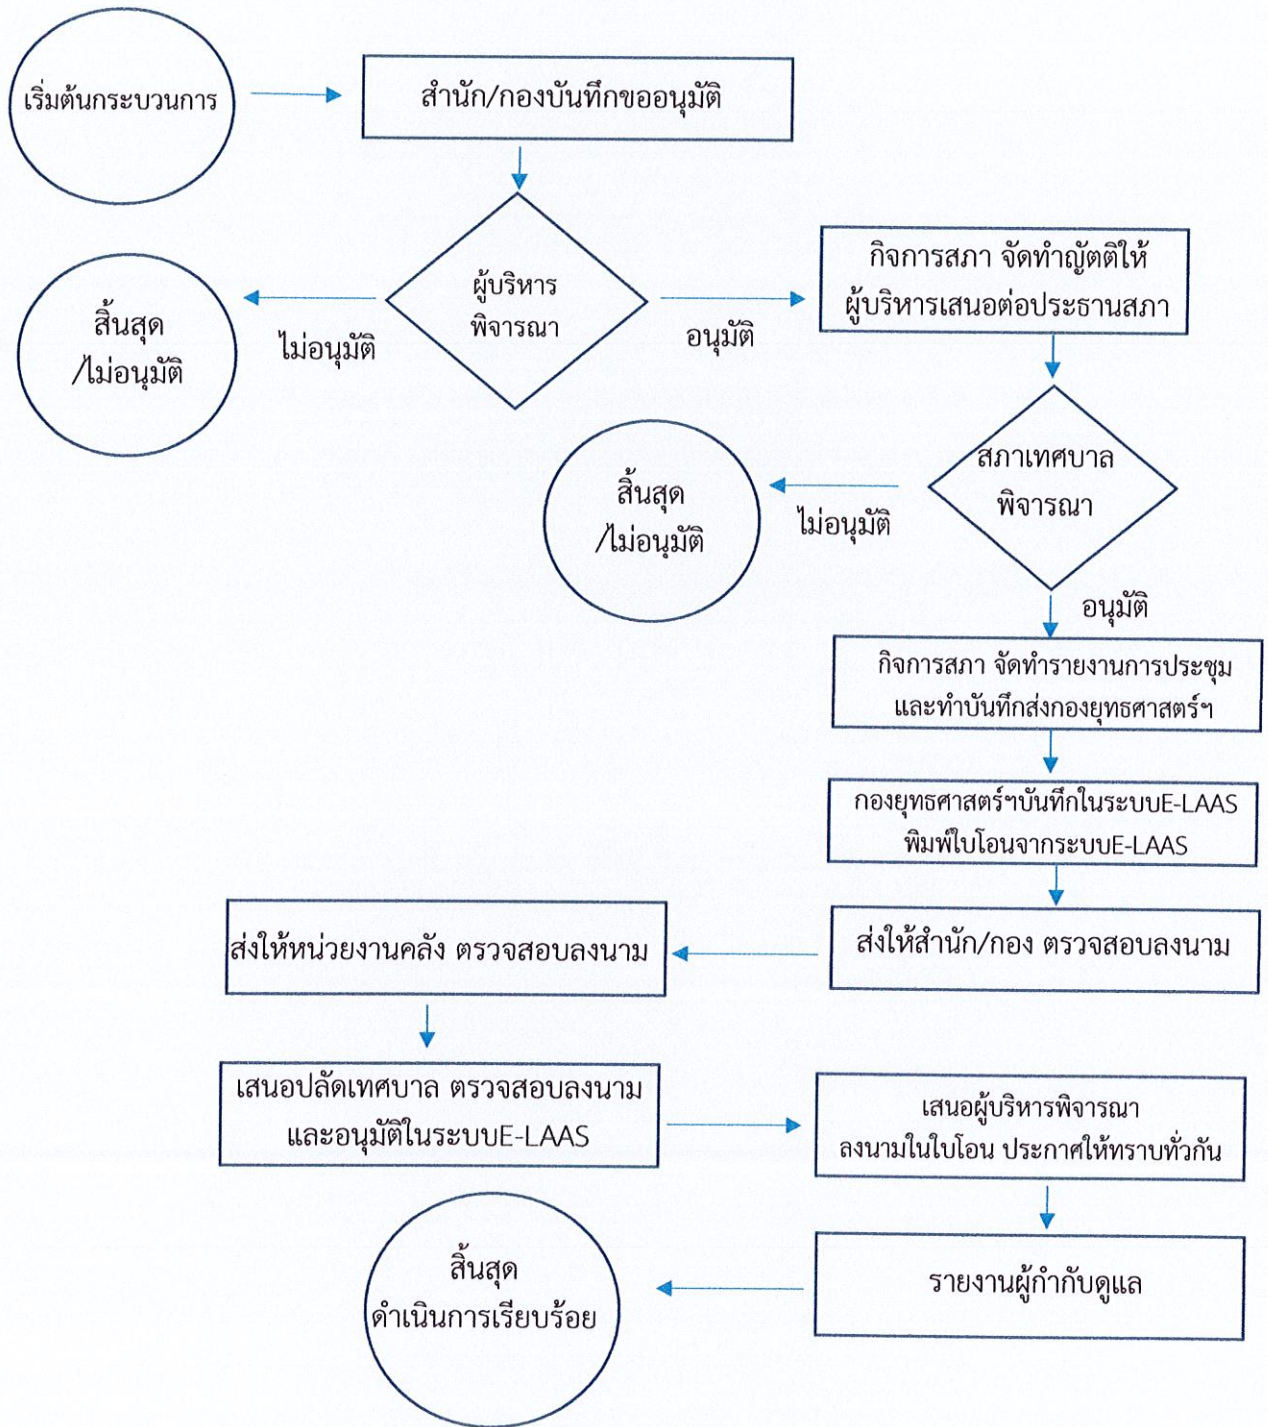 เริ่มต้นกระบวนการ
สำนัก/กองบันทึกขออนุมัติ
ผู้บริหาร
พิจารณา
ไม่อนุมัติ
สิ้นสุด
/ไม่อนุมัติ
อนุมัติ
กิจการสภา จัดทำญัตติให้
ผู้บริหารเสนอต่อประธานสภา
สภาเทศบาล
พิจารณา
ไม่อนุมัติ
สิ้นสุด
/ไม่อนุมัติ
อนุมัติ
กิจการสภา จัดทำรายงานการประชุม
และทำบันทึกส่งกองยุทธศาสตร์ฯ
กองยุทธศาสตร์ฯบันทึกในระบบE-LAAS
พิมพ์ใบโอนจากระบบE-LAAS
ส่งให้สำนัก/กอง ตรวจสอบลงนาม
ส่งให้หน่วยงานคลัง ตรวจสอบลงนาม
เสนอปลัดเทศบาล ตรวจสอบลงนาม
และอนุมัติในระบบE-LAAS
เสนอผู้บริหารพิจารณา
ลงนามในใบโอน ประกาศให้ทราบทั่วกัน
รายงานผู้กำกับดูแล
สิ้นสุด
ดำเนินการเรียบร้อย